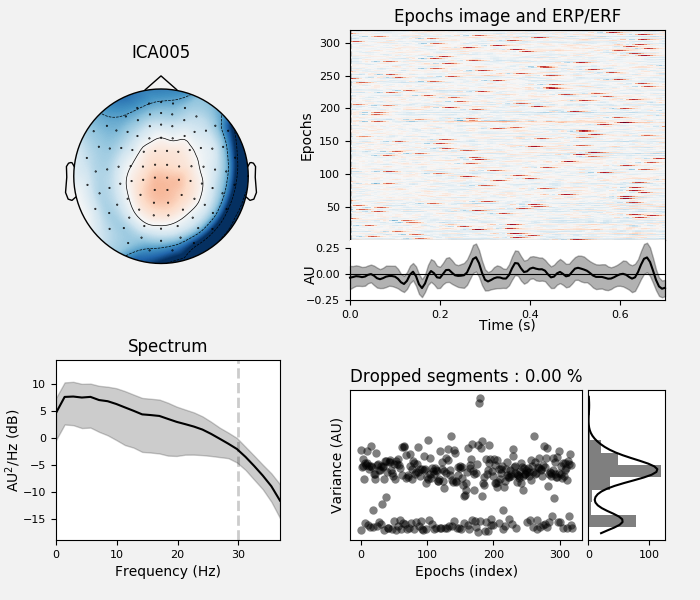 ICA005
Epochs image and ERP/ERF
Epochs
300
250
200
150
100
50
AU
0.25
0.00
−0.25
0.0 0.2 0.4 0.6
Time (s)
Spectrum
AU²/Hz (dB)
10
5
0
−5
−10
−15
0 10 20 30
Frequency (Hz)
Dropped segments : 0.00 %
Variance (AU)
0 100 200 300
Epochs (index)
0 100